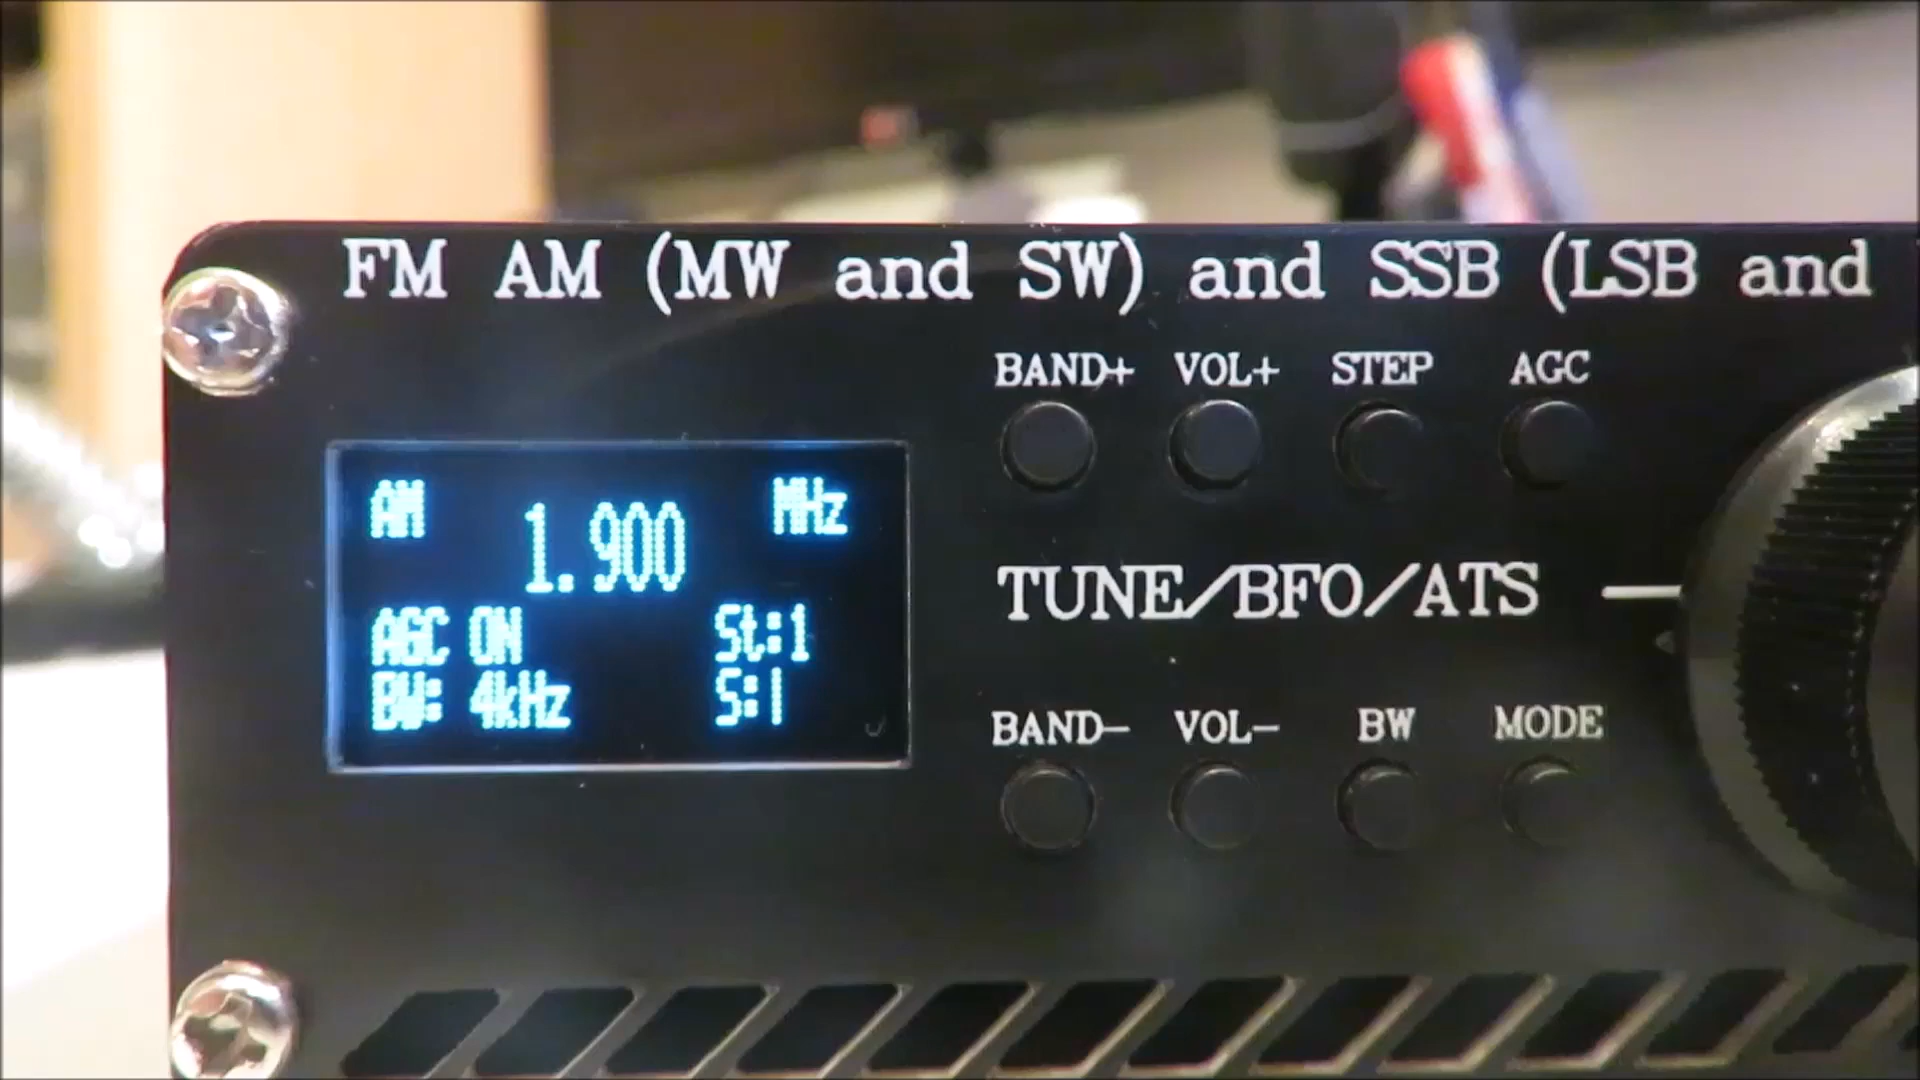 FM AM (MW and SW) and SSB (LSB and
BAND+ VOL+ STEP AGC
AM 1.900 MHz
AGC ON St:1
BW: 4kHz S:|
TUNE/BFO/ATS
BAND- VOL- BW MODE